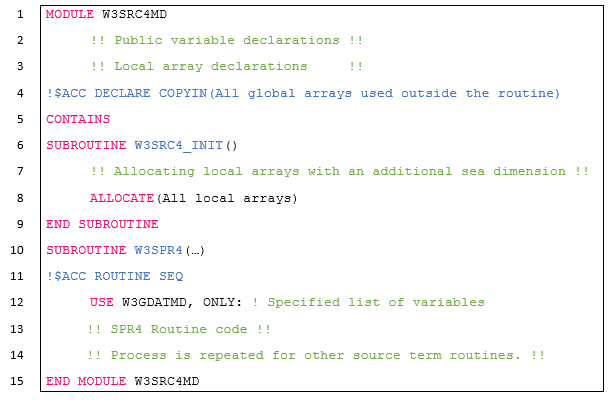 1 MODULE W3SRC4MD
2 !! Public variable declarations !!
3 !! Local array declarations !!
4 !$ACC DECLARE COPYIN(All global arrays used outside the routine)
5 CONTAINS
6 SUBROUTINE W3SRC4_INIT()
7 !! Allocating local arrays with an additional sea dimension !!
8 ALLOCATE(All local arrays)
9 END SUBROUTINE
10 SUBROUTINE W3SPR4(…)
11 !$ACC ROUTINE SEQ
12 USE W3GDATMD, ONLY: ! Specified list of variables
13 !! SPR4 Routine code !!
14 !! Process is repeated for other source term routines. !!
15 END MODULE W3SRC4MD